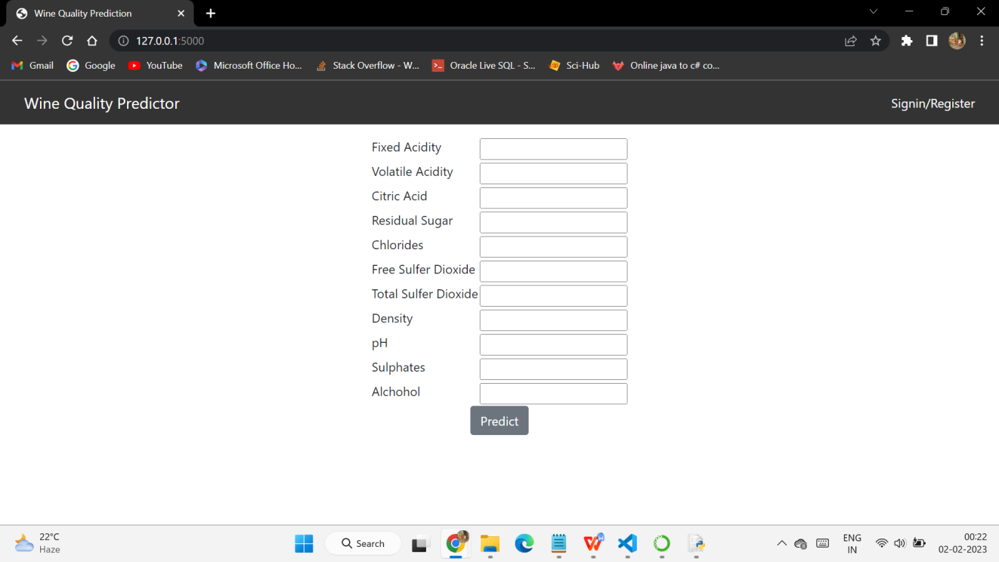 Wine Quality Prediction
127.0.0.1:5000
Gmail Google YouTube Microsoft Office Ho... Stack Overflow - W... Oracle Live SQL - S... Sci-Hub Online java to c# co...
Wine Quality Predictor Signin/Register
Fixed Acidity
Volatile Acidity
Citric Acid
Residual Sugar
Chlorides
Free Sulfer Dioxide
Total Sulfer Dioxide
Density
pH
Sulphates
Alchohol
Predict
22°C
Haze
Search
ENG
IN
00:22
02-02-2023